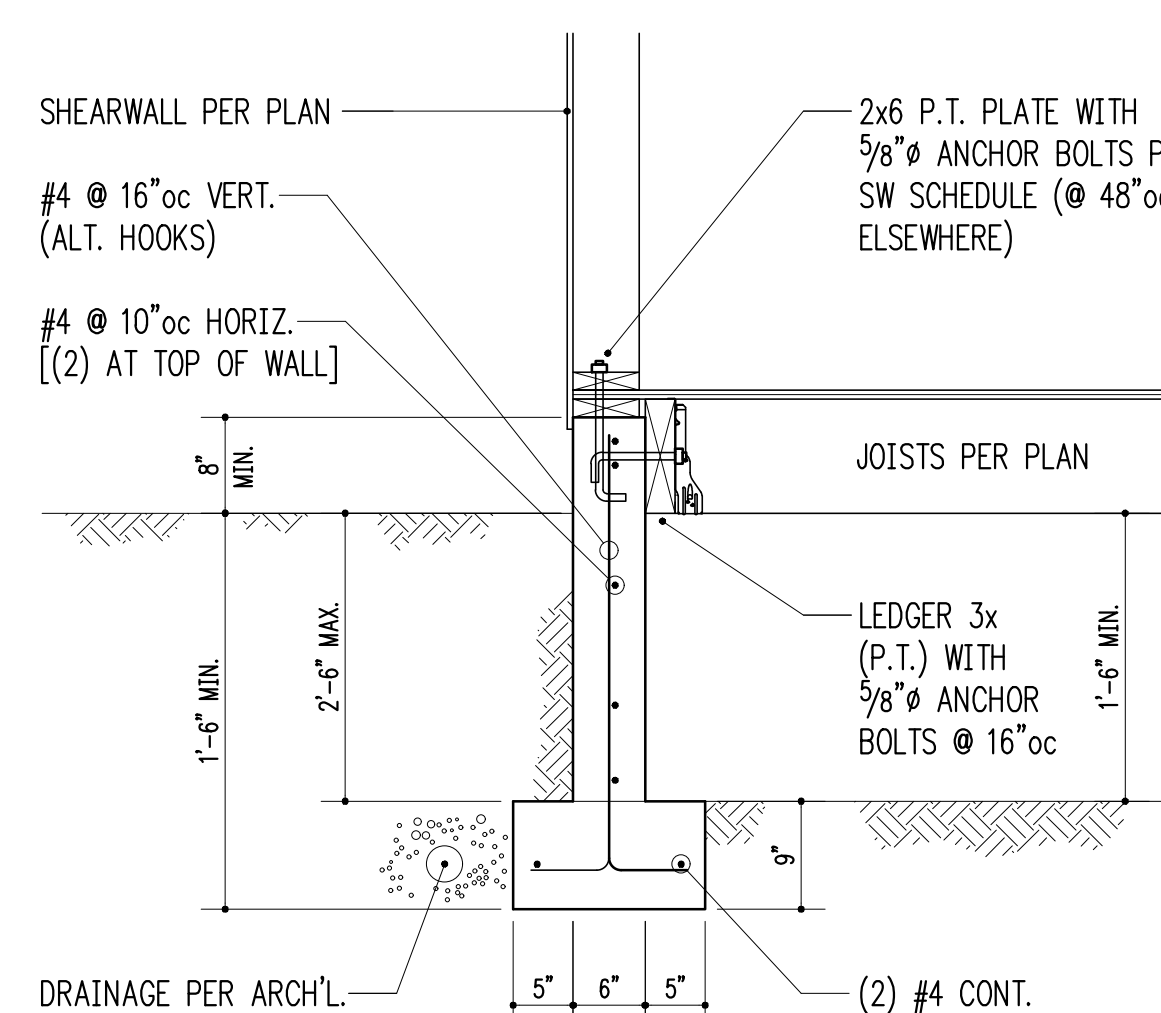 SHEARWALL PER PLAN
#4 @ 16"oc VERT.
(ALT. HOOKS)
#4 @ 10"oc HORIZ.
[(2) AT TOP OF WALL]
2x6 P.T. PLATE WITH
5/8"ø ANCHOR BOLTS P
SW SCHEDULE (@ 48"oc
ELSEWHERE)
8"
MIN.
JOISTS PER PLAN
2'-6" MAX.
1'-6" MIN.
LEDGER 3x
(P.T.) WITH
5/8"ø ANCHOR
BOLTS @ 16"oc
1'-6" MIN.
9"
DRAINAGE PER ARCH'L.
5"
6"
5"
(2) #4 CONT.